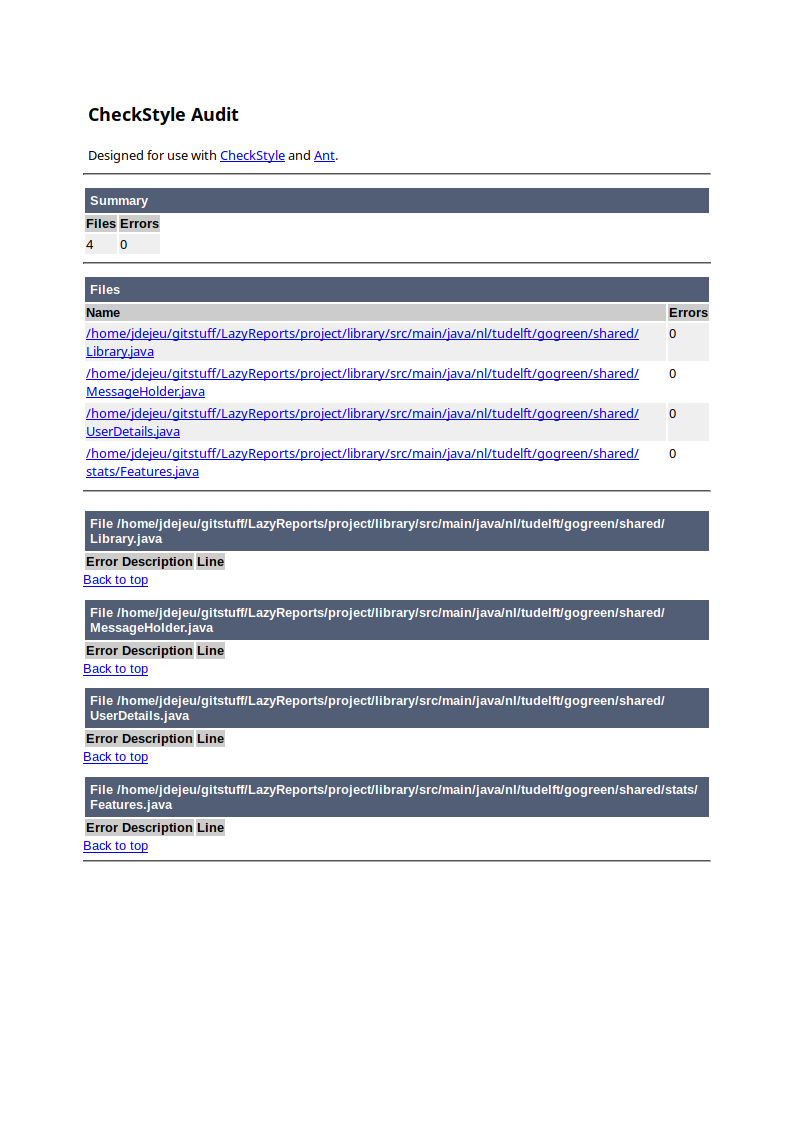 CheckStyle Audit
Designed for use with CheckStyle and Ant.
Summary
Files Errors
4 0
Files
Name Errors
/home/jdejeu/gitstuff/LazyReports/project/library/src/main/java/nl/tudelft/gogreen/shared/ 0
Library.java
/home/jdejeu/gitstuff/LazyReports/project/library/src/main/java/nl/tudelft/gogreen/shared/ 0
MessageHolder.java
/home/jdejeu/gitstuff/LazyReports/project/library/src/main/java/nl/tudelft/gogreen/shared/ 0
UserDetails.java
/home/jdejeu/gitstuff/LazyReports/project/library/src/main/java/nl/tudelft/gogreen/shared/ 0
stats/Features.java
File /home/jdejeu/gitstuff/LazyReports/project/library/src/main/java/nl/tudelft/gogreen/shared/
Library.java
Error Description Line
Back to top
File /home/jdejeu/gitstuff/LazyReports/project/library/src/main/java/nl/tudelft/gogreen/shared/
MessageHolder.java
Error Description Line
Back to top
File /home/jdejeu/gitstuff/LazyReports/project/library/src/main/java/nl/tudelft/gogreen/shared/
UserDetails.java
Error Description Line
Back to top
File /home/jdejeu/gitstuff/LazyReports/project/library/src/main/java/nl/tudelft/gogreen/shared/stats/
Features.java
Error Description Line
Back to top